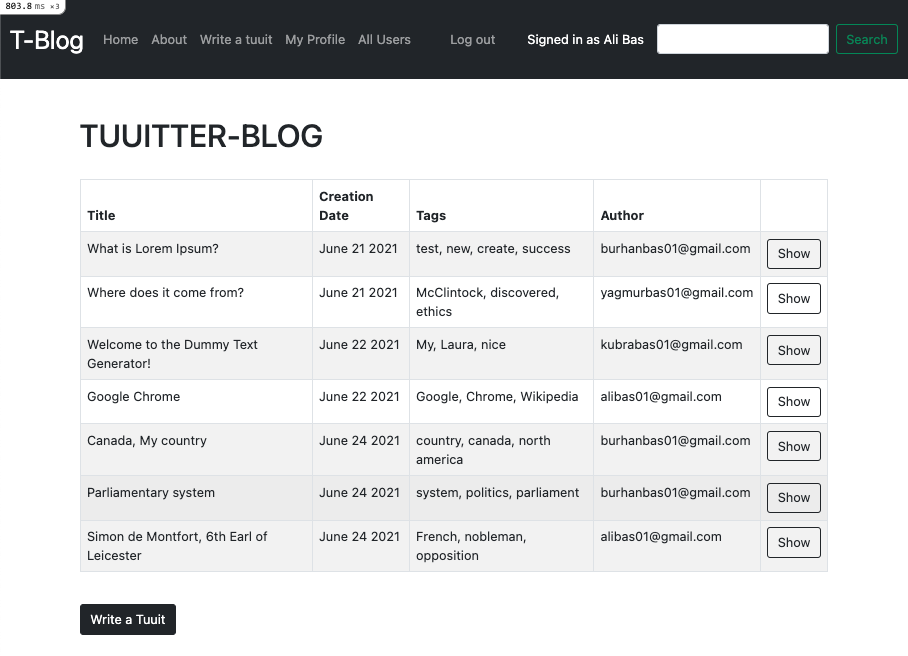 803.8 ms ×3
T-Blog Home About Write a tuuit My Profile All Users Log out Signed in as Ali Bas Search
TUUITTER-BLOG
Title Creation Date Tags Author
What is Lorem Ipsum? June 21 2021 test, new, create, success burhanbas01@gmail.com Show
Where does it come from? June 21 2021 McClintock, discovered, ethics yagmurbas01@gmail.com Show
Welcome to the Dummy Text Generator! June 22 2021 My, Laura, nice kubrabas01@gmail.com Show
Google Chrome June 22 2021 Google, Chrome, Wikipedia alibas01@gmail.com Show
Canada, My country June 24 2021 country, canada, north america burhanbas01@gmail.com Show
Parliamentary system June 24 2021 system, politics, parliament burhanbas01@gmail.com Show
Simon de Montfort, 6th Earl of Leicester June 24 2021 French, nobleman, opposition alibas01@gmail.com Show
Write a Tuuit